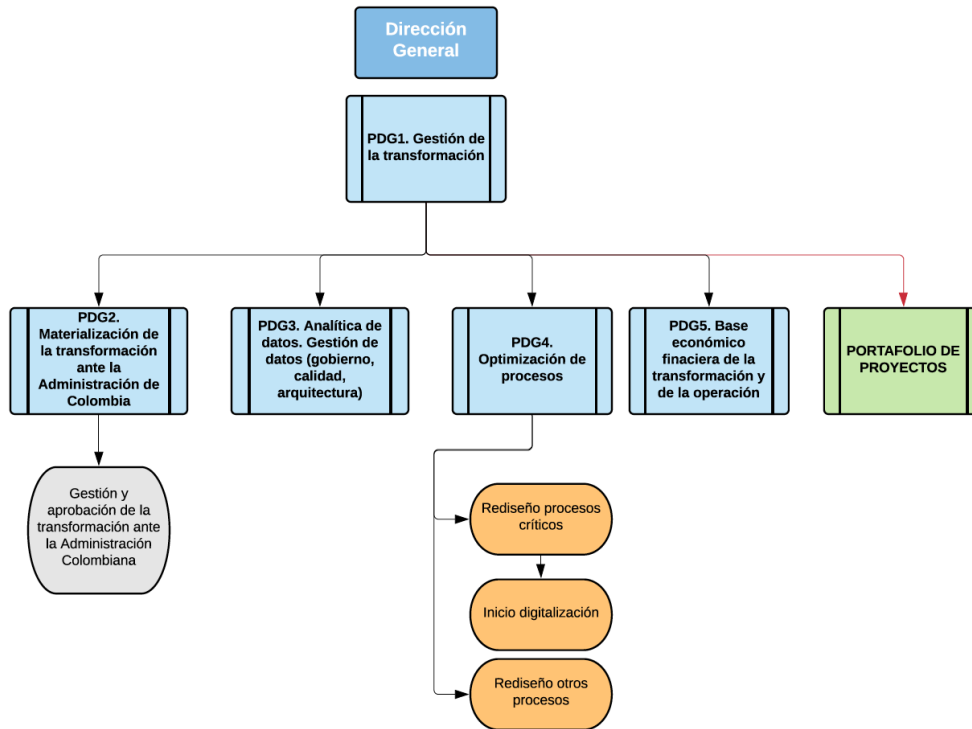 Dirección
General
PDG1. Gestión de
la transformación
PDG2.
Materialización de
la transformación
ante la
Administración de
Colombia
PDG3. Analítica de
datos. Gestión de
datos (gobierno,
calidad,
arquitectura)
PDG4.
Optimización de
procesos
PDG5. Base
económico
finaciera de la
transformación y
de la operación
PORTAFOLIO DE
PROYECTOS
Gestión y
aprobación de la
transformación ante
la Administración
Colombiana
Rediseño procesos
críticos
Inicio digitalización
Rediseño otros
procesos